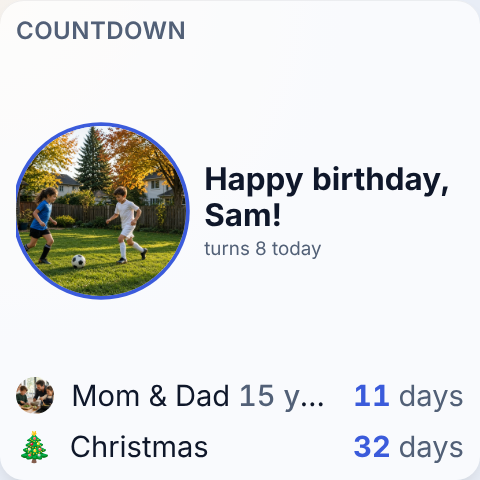 COUNTDOWN
Happy birthday,
Sam!
turns 8 today
Mom & Dad 15 y... 11 days
Christmas 32 days